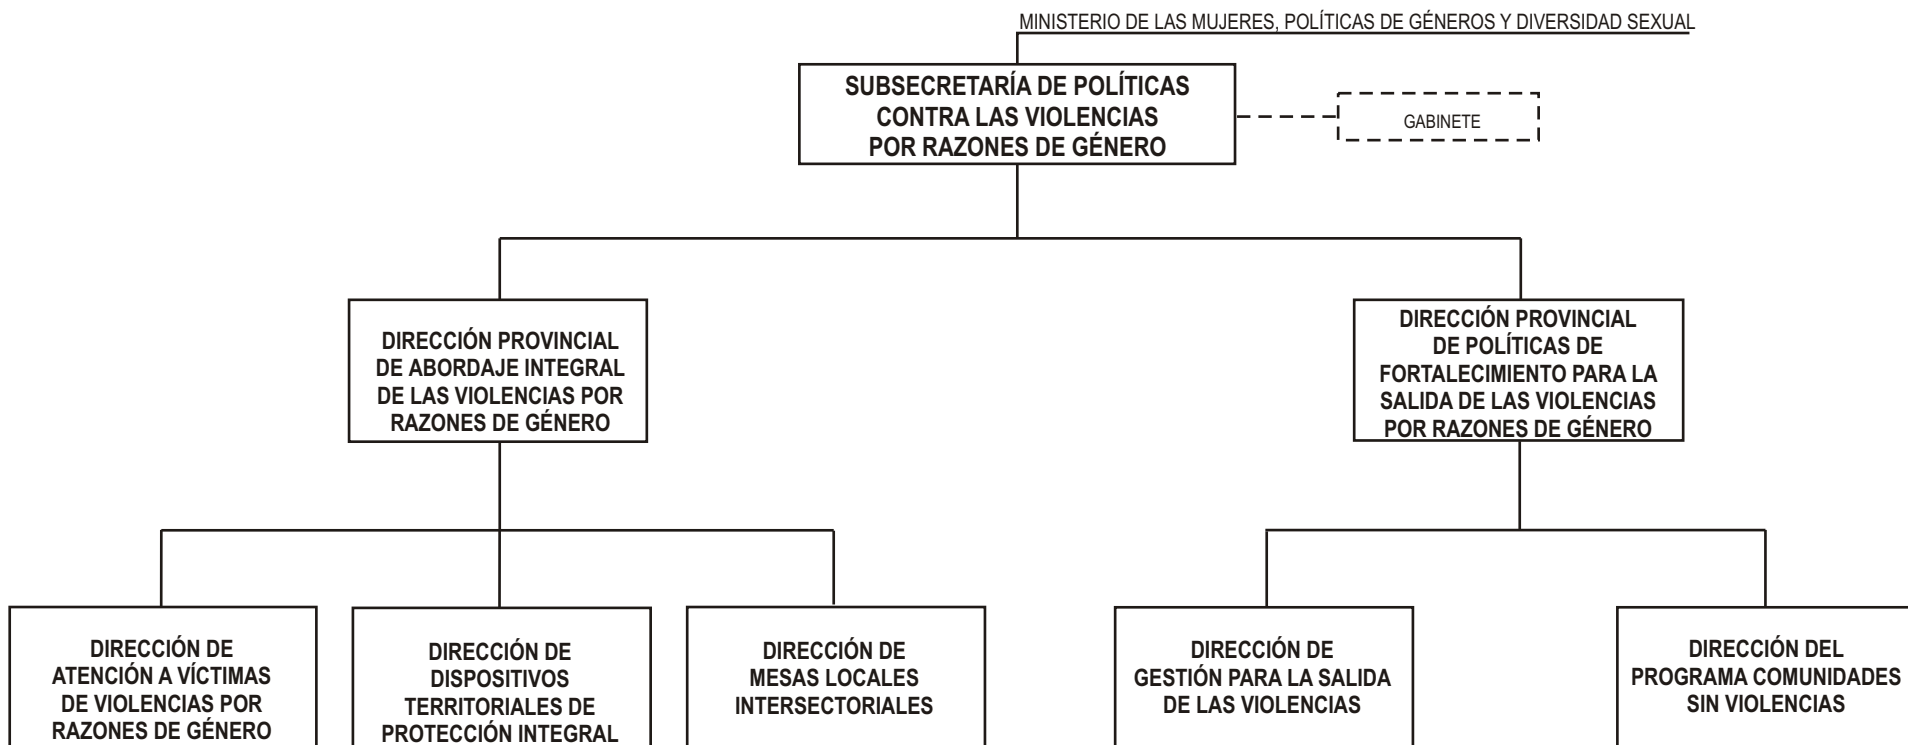 MINISTERIO DE LAS MUJERES, POLÍTICAS DE GÉNEROS Y DIVERSIDAD SEXUAL
SUBSECRETARÍA DE POLÍTICAS
CONTRA LAS VIOLENCIAS
POR RAZONES DE GÉNERO
GABINETE
DIRECCIÓN PROVINCIAL
DE ABORDAJE INTEGRAL
DE LAS VIOLENCIAS POR
RAZONES DE GÉNERO
DIRECCIÓN PROVINCIAL
DE POLÍTICAS DE
FORTALECIMIENTO PARA LA
SALIDA DE LAS VIOLENCIAS
POR RAZONES DE GÉNERO
DIRECCIÓN DE
ATENCIÓN A VÍCTIMAS
DE VIOLENCIAS POR
RAZONES DE GÉNERO
DIRECCIÓN DE
DISPOSITIVOS
TERRITORIALES DE
PROTECCIÓN INTEGRAL
DIRECCIÓN DE
MESAS LOCALES
INTERSECTORIALES
DIRECCIÓN DE
GESTIÓN PARA LA SALIDA
DE LAS VIOLENCIAS
DIRECCIÓN DEL
PROGRAMA COMUNIDADES
SIN VIOLENCIAS